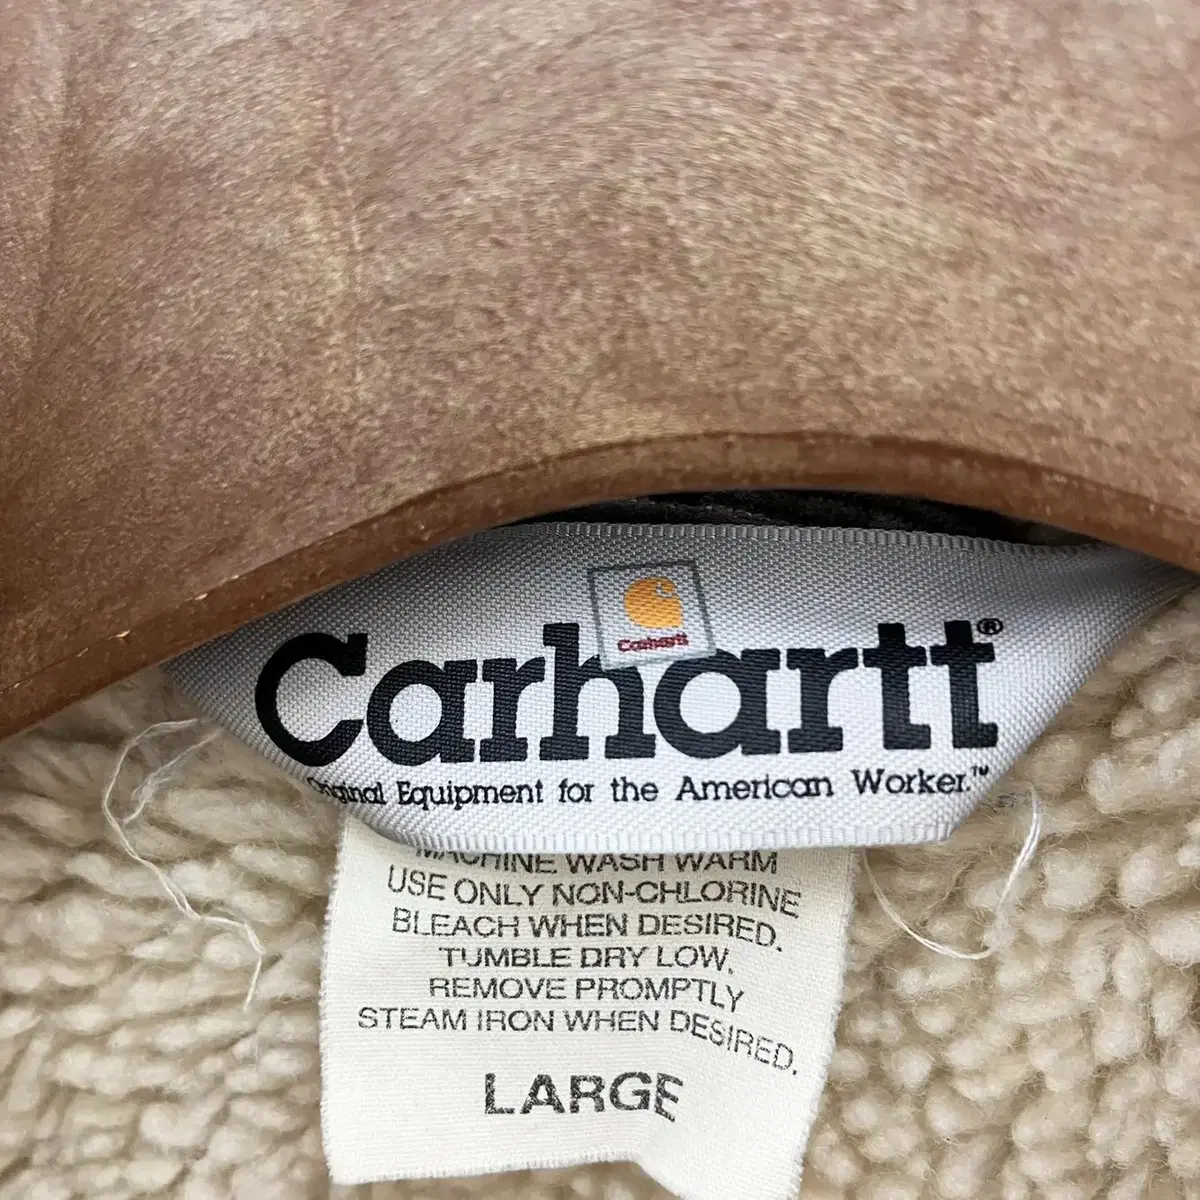 Carhartt
Carhartt®
Original Equipment for the American Worker.™
MACHINE WASH WARM
USE ONLY NON-CHLORINE
BLEACH WHEN DESIRED.
TUMBLE DRY LOW.
REMOVE PROMPTLY
STEAM IRON WHEN DESIRED.
LARGE